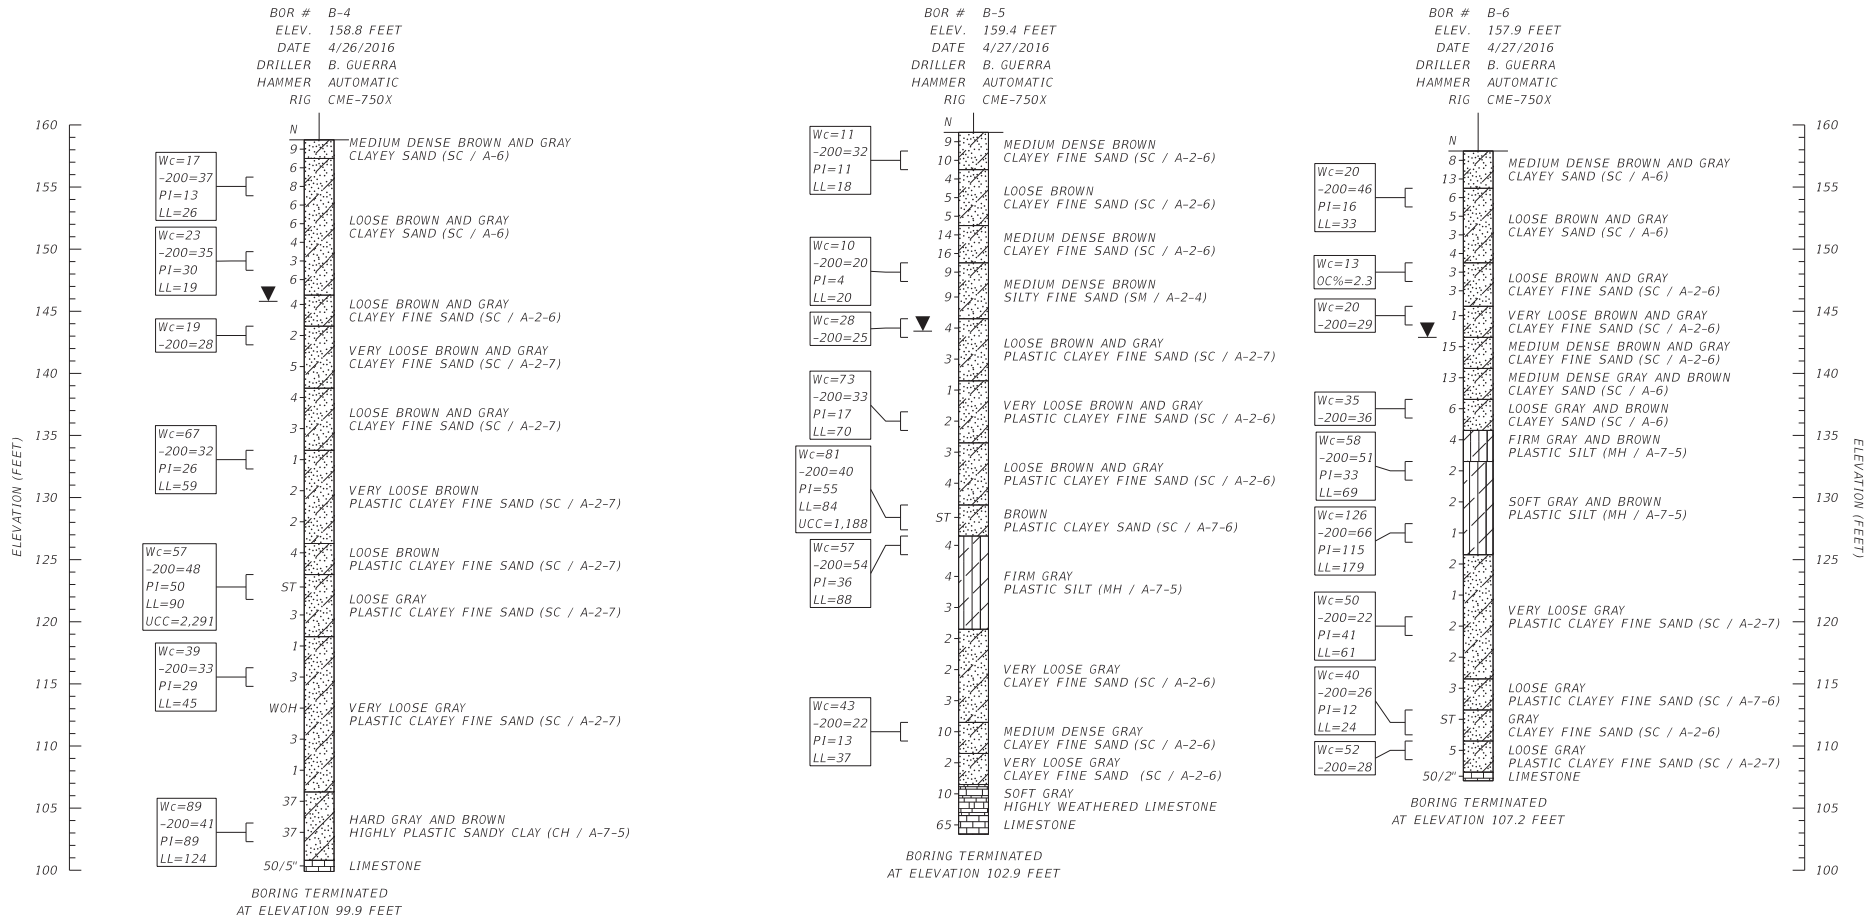 BOR # B-4
ELEV. 158.8 FEET
DATE 4/26/2016
DRILLER B. GUERRA
HAMMER AUTOMATIC
RIG CME-750X
N
9
6
8
6
6
4
3
6
4
2
5
4
3
1
2
2
4
ST
3
1
3
WOH
3
1
37
37
50/5"
MEDIUM DENSE BROWN AND GRAY
CLAYEY SAND (SC / A-6)
LOOSE BROWN AND GRAY
CLAYEY SAND (SC / A-6)
LOOSE BROWN AND GRAY
CLAYEY FINE SAND (SC / A-2-6)
VERY LOOSE BROWN AND GRAY
CLAYEY FINE SAND (SC / A-2-7)
LOOSE BROWN AND GRAY
CLAYEY FINE SAND (SC / A-2-7)
VERY LOOSE BROWN
PLASTIC CLAYEY FINE SAND (SC / A-2-7)
LOOSE BROWN
PLASTIC CLAYEY FINE SAND (SC / A-2-7)
LOOSE GRAY
PLASTIC CLAYEY FINE SAND (SC / A-2-7)
VERY LOOSE GRAY
PLASTIC CLAYEY FINE SAND (SC / A-2-7)
HARD GRAY AND BROWN
HIGHLY PLASTIC SANDY CLAY (CH / A-7-5)
LIMESTONE
BORING TERMINATED
AT ELEVATION 99.9 FEET
Wc=17
-200=37
PI=13
LL=26
Wc=23
-200=35
PI=30
LL=19
Wc=19
-200=28
Wc=67
-200=32
PI=26
LL=59
Wc=57
-200=48
PI=50
LL=90
UCC=2,291
Wc=39
-200=33
PI=29
LL=45
Wc=89
-200=41
PI=89
LL=124
160
155
150
145
140
135
130
125
120
115
110
105
100
ELEVATION (FEET)
BOR # B-5
ELEV. 159.4 FEET
DATE 4/27/2016
DRILLER B. GUERRA
HAMMER AUTOMATIC
RIG CME-750X
N
9
10
4
5
5
14
16
9
9
4
3
1
2
3
4
ST
4
4
3
2
2
3
10
2
10
65
MEDIUM DENSE BROWN
CLAYEY FINE SAND (SC / A-2-6)
LOOSE BROWN
CLAYEY FINE SAND (SC / A-2-6)
MEDIUM DENSE BROWN
CLAYEY FINE SAND (SC / A-2-6)
MEDIUM DENSE BROWN
SILTY FINE SAND (SM / A-2-4)
LOOSE BROWN AND GRAY
PLASTIC CLAYEY FINE SAND (SC / A-2-7)
VERY LOOSE BROWN AND GRAY
PLASTIC CLAYEY FINE SAND (SC / A-2-6)
LOOSE BROWN AND GRAY
PLASTIC CLAYEY FINE SAND (SC / A-2-6)
BROWN
PLASTIC CLAYEY SAND (SC / A-7-6)
FIRM GRAY
PLASTIC SILT (MH / A-7-5)
VERY LOOSE GRAY
CLAYEY FINE SAND (SC / A-2-6)
MEDIUM DENSE GRAY
CLAYEY FINE SAND (SC / A-2-6)
VERY LOOSE GRAY
CLAYEY FINE SAND (SC / A-2-6)
SOFT GRAY
HIGHLY WEATHERED LIMESTONE
LIMESTONE
BORING TERMINATED
AT ELEVATION 102.9 FEET
Wc=11
-200=32
PI=11
LL=18
Wc=10
-200=20
PI=4
LL=20
Wc=28
-200=25
Wc=73
-200=33
PI=17
LL=70
Wc=81
-200=40
PI=55
LL=84
UCC=1,188
Wc=57
-200=54
PI=36
LL=88
Wc=43
-200=22
PI=13
LL=37
BOR # B-6
ELEV. 157.9 FEET
DATE 4/27/2016
DRILLER B. GUERRA
HAMMER AUTOMATIC
RIG CME-750X
N
8
13
6
5
3
4
3
3
1
15
13
6
4
2
2
1
2
1
2
2
3
ST
5
50/2"
MEDIUM DENSE BROWN AND GRAY
CLAYEY SAND (SC / A-6)
LOOSE BROWN AND GRAY
CLAYEY SAND (SC / A-6)
LOOSE BROWN AND GRAY
CLAYEY FINE SAND (SC / A-2-6)
VERY LOOSE BROWN AND GRAY
CLAYEY FINE SAND (SC / A-2-6)
MEDIUM DENSE BROWN AND GRAY
CLAYEY FINE SAND (SC / A-2-6)
MEDIUM DENSE GRAY AND BROWN
CLAYEY SAND (SC / A-6)
LOOSE GRAY AND BROWN
CLAYEY SAND (SC / A-6)
FIRM GRAY AND BROWN
PLASTIC SILT (MH / A-7-5)
SOFT GRAY AND BROWN
PLASTIC SILT (MH / A-7-5)
VERY LOOSE GRAY
PLASTIC CLAYEY FINE SAND (SC / A-2-7)
LOOSE GRAY
PLASTIC CLAYEY FINE SAND (SC / A-7-6)
GRAY
CLAYEY FINE SAND (SC / A-2-6)
LOOSE GRAY
PLASTIC CLAYEY FINE SAND (SC / A-2-7)
LIMESTONE
BORING TERMINATED
AT ELEVATION 107.2 FEET
Wc=20
-200=46
PI=16
LL=33
Wc=13
OC%=2.3
Wc=20
-200=29
Wc=35
-200=36
Wc=58
-200=51
PI=33
LL=69
Wc=126
-200=66
PI=115
LL=179
Wc=50
-200=22
PI=41
LL=61
Wc=40
-200=26
PI=12
LL=24
Wc=52
-200=28
160
155
150
145
140
135
130
125
120
115
110
105
100
ELEVATION (FEET)